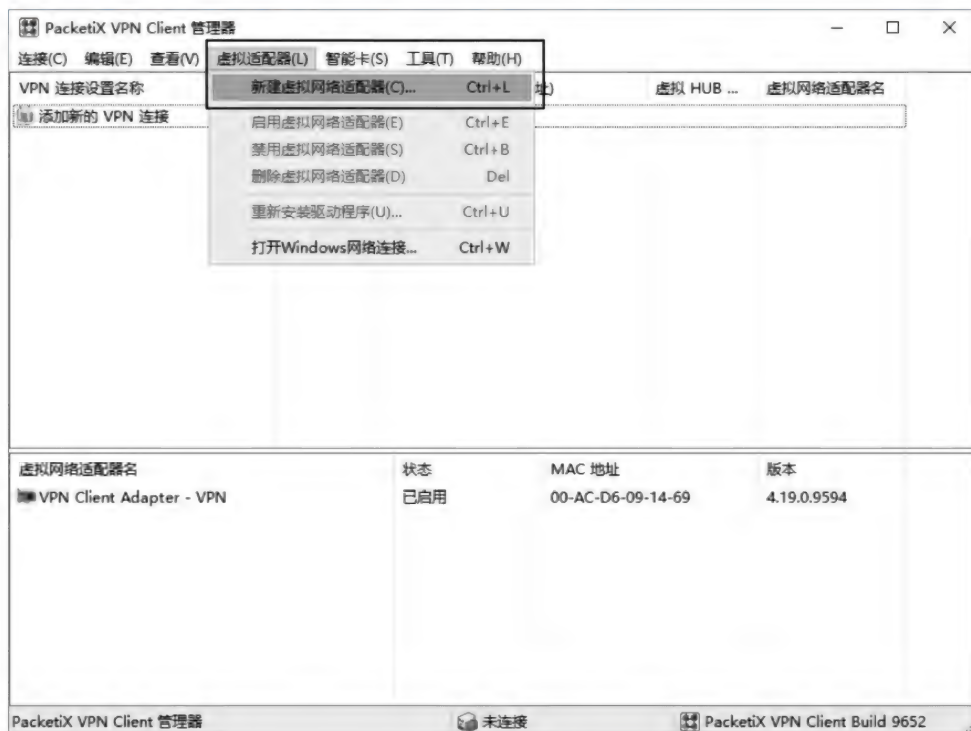 PacketiX VPN Client 管理器
连接(C) 编辑(E) 查看(V) 虚拟适配器(L) 智能卡(S) 工具(T) 帮助(H)
VPN 连接设置名称 址) 虚拟 HUB ... 虚拟网络适配器名
新建虚拟网络适配器(C)... Ctrl+L
添加新的 VPN 连接
启用虚拟网络适配器(E) Ctrl+E
禁用虚拟网络适配器(S) Ctrl+B
删除虚拟网络适配器(D) Del
重新安装驱动程序(U)... Ctrl+U
打开Windows网络连接... Ctrl+W
虚拟网络适配器名 状态 MAC 地址 版本
VPN Client Adapter - VPN 已启用 00-AC-D6-09-14-69 4.19.0.9594
PacketiX VPN Client 管理器 未连接 PacketiX VPN Client Build 9652